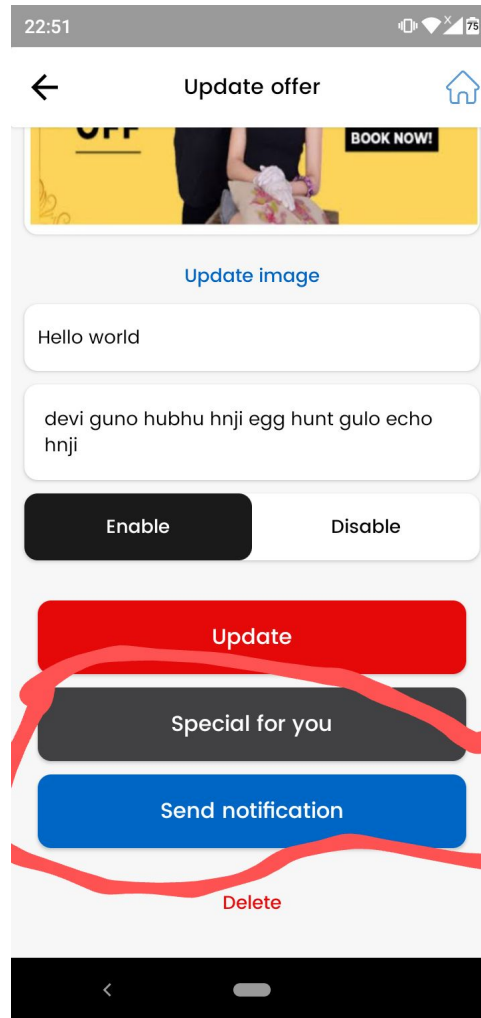 22:51
75
Update offer
OFF
BOOK NOW!
Update image
Hello world
devi guno hubhu hnji egg hunt gulo echo
hnji
Enable
Disable
Update
Special for you
Send notification
Delete